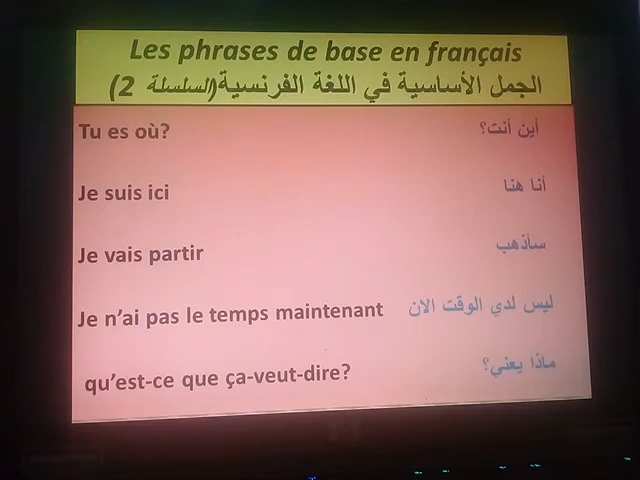 Les phrases de base en français
الجمل الأساسية في اللغة الفرنسية(السلسلة 2)
Tu es où? أين أنت؟
Je suis ici أنا هنا
Je vais partir سأذهب
Je n’ai pas le temps maintenant ليس لدي الوقت الان
qu’est-ce que ça-veut-dire? ماذا يعني؟